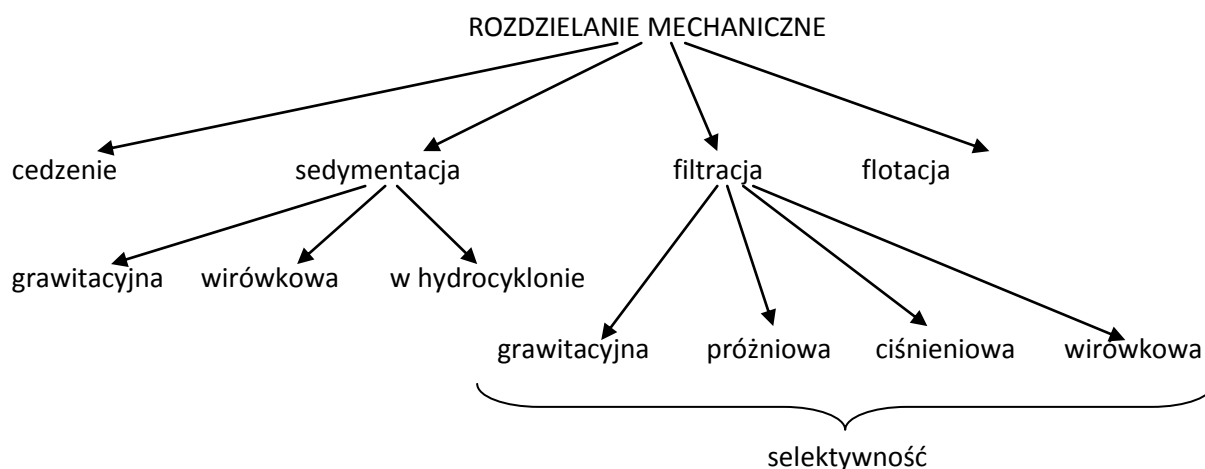 ROZDZIELANIE MECHANICZNE
cedzenie sedymentacja filtracja flotacja
grawitacyjna wirówkowa w hydrocyklonie
grawitacyjna próżniowa ciśnieniowa wirówkowa
selektywność